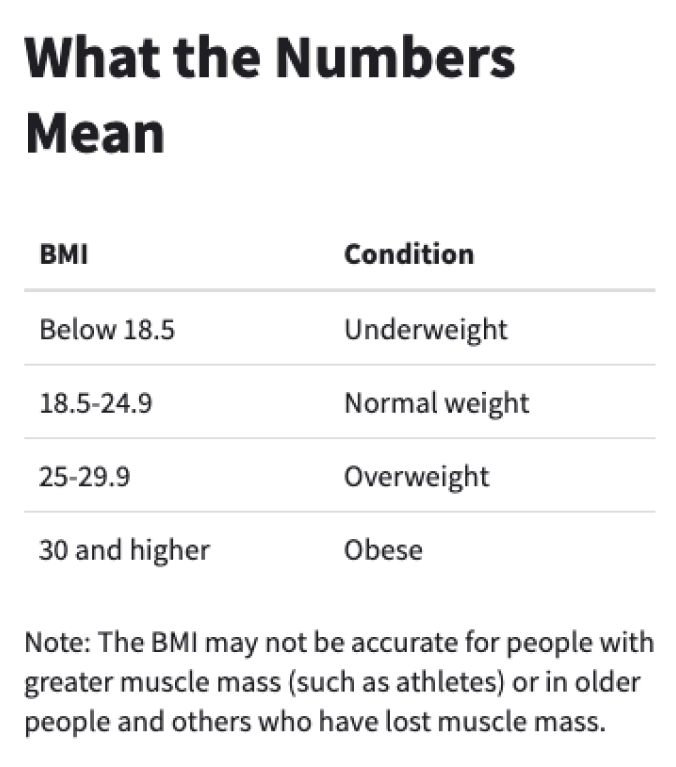 What the Numbers
Mean
BMI Condition
Below 18.5 Underweight
18.5-24.9 Normal weight
25-29.9 Overweight
30 and higher Obese
Note: The BMI may not be accurate for people with
greater muscle mass (such as athletes) or in older
people and others who have lost muscle mass.